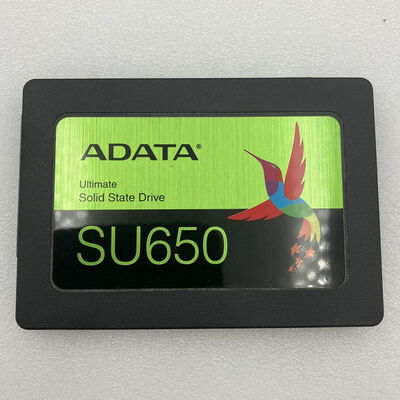 ADATA®
Ultimate
Solid State Drive
SU650